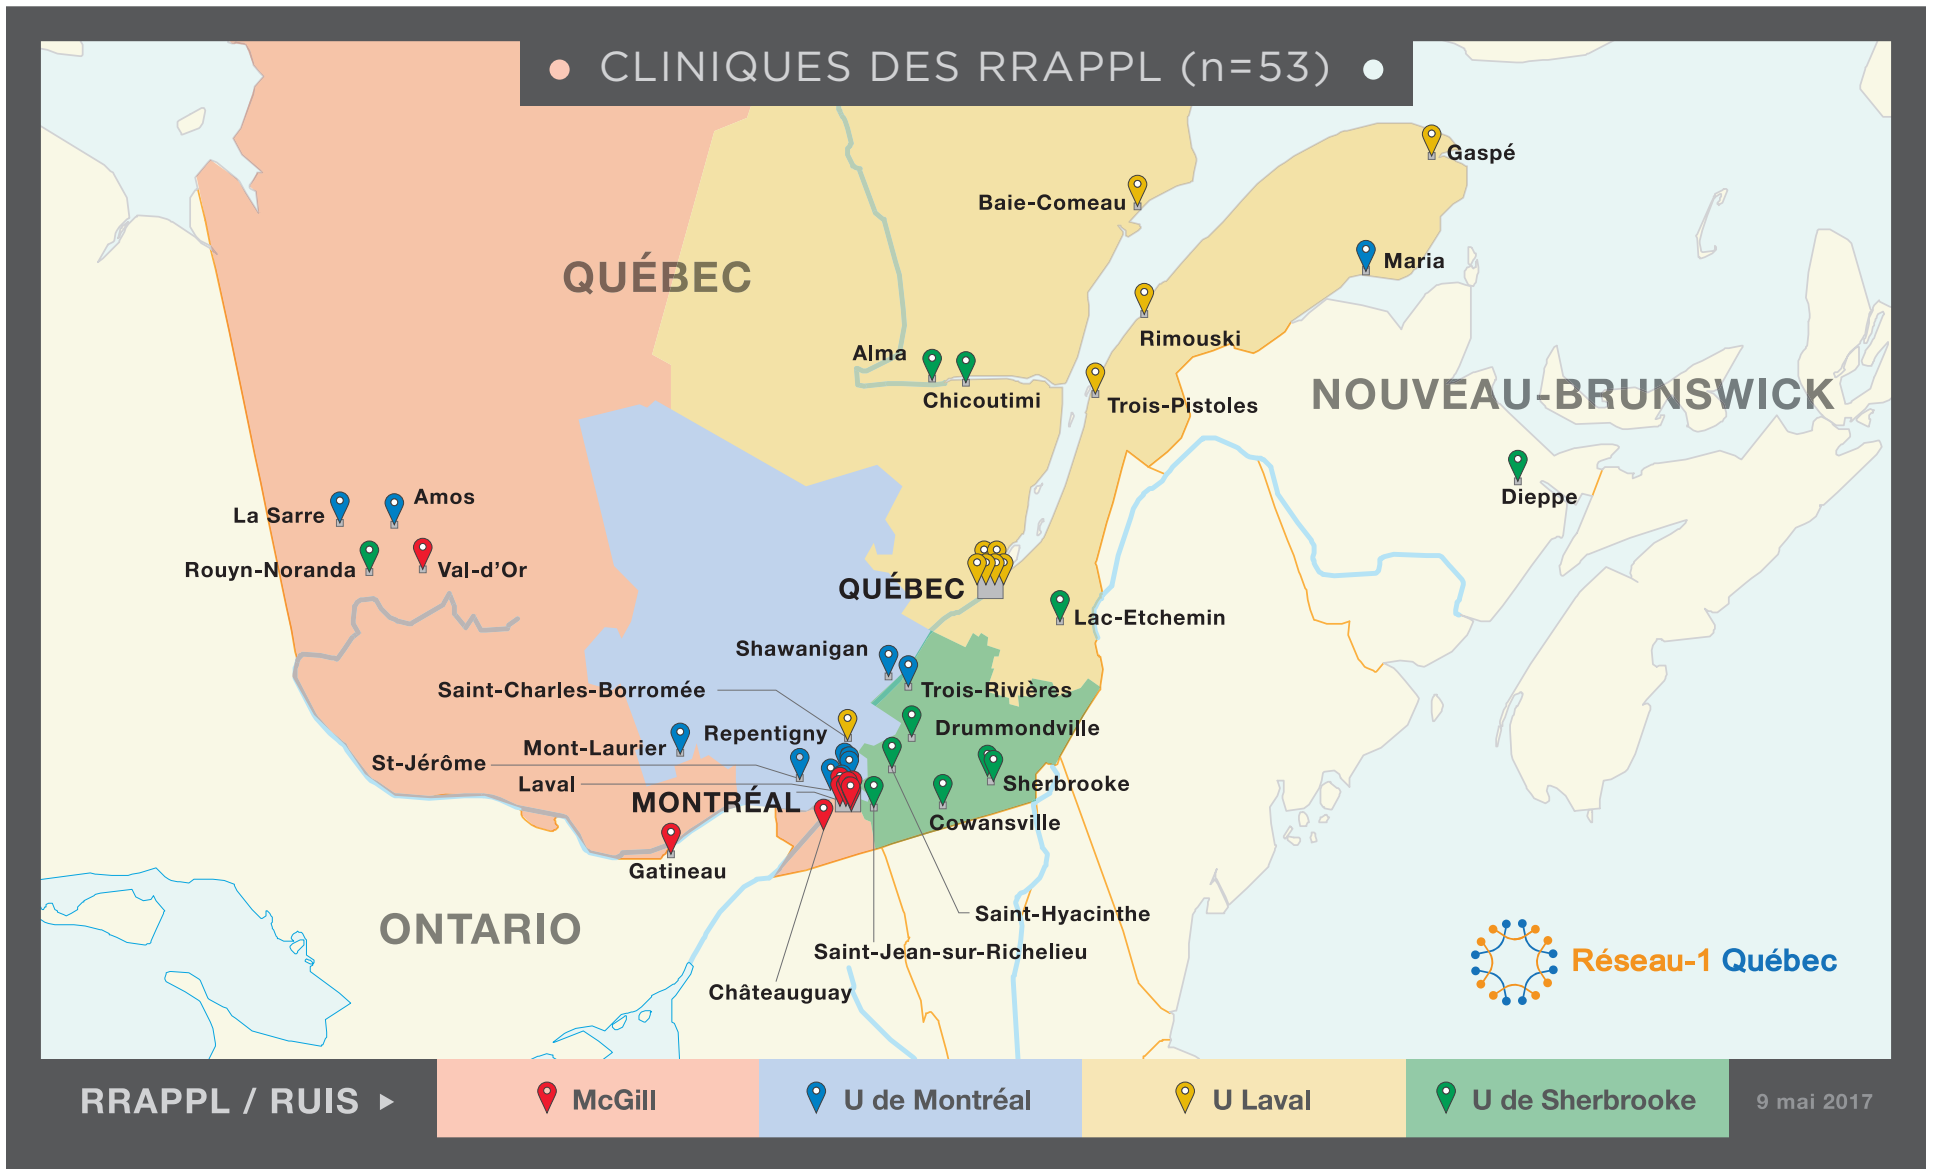 CLINIQUES DES RRAPPL (n=53)
Gaspé
Baie-Comeau
Maria
QUÉBEC
Rimouski
Alma
Chicoutimi
NOUVEAU-BRUNSWICK
Trois-Pistoles
Dieppe
Amos
La Sarre
Rouyn-Noranda
Val-d'Or
QUÉBEC
Lac-Etchemin
Shawanigan
Saint-Charles-Borromée
Trois-Rivières
Drummondville
Repentigny
Mont-Laurier
St-Jérôme
Laval
Sherbrooke
MONTRÉAL
Cowansville
Gatineau
Saint-Hyacinthe
ONTARIO
Saint-Jean-sur-Richelieu
Châteauguay
Réseau-1 Québec
RRAPPL / RUIS
McGill
U de Montréal
U Laval
U de Sherbrooke
9 mai 2017